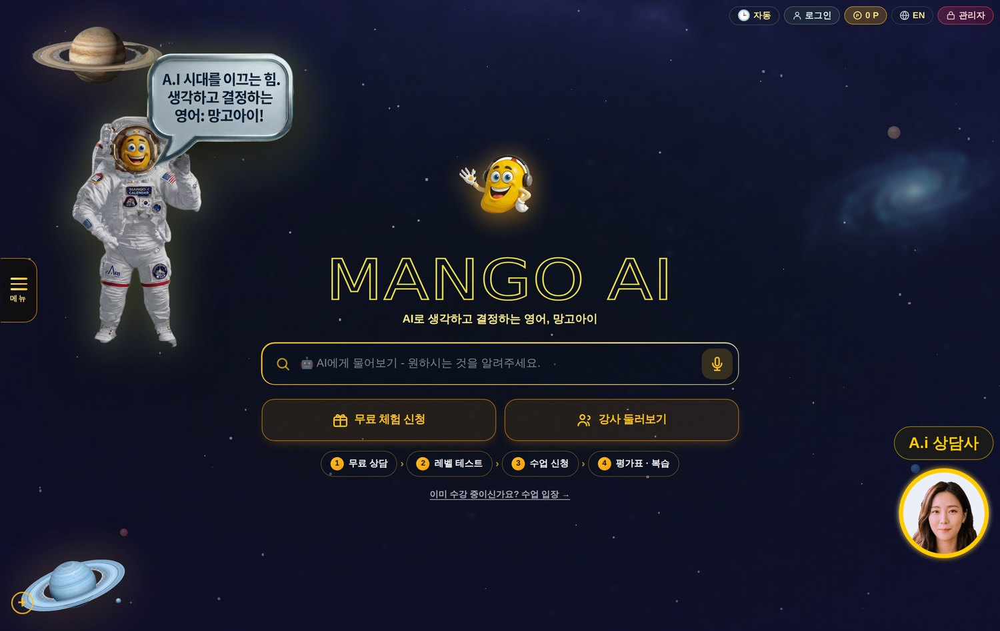 자동
로그인
0 P
EN
관리자
A.I 시대를 이끄는 힘.
생각하고 결정하는
영어: 망고아이!
MANGO-I
CALENDAR
메뉴
MANGO AI
AI로 생각하고 결정하는 영어, 망고아이
AI에게 물어보기 - 원하시는 것을 알려주세요.
무료 체험 신청
강사 둘러보기
1 무료 상담 › 2 레벨 테스트 › 3 수업 신청 › 4 평가표 · 복습
이미 수강 중이신가요? 수업 입장 →
A.i 상담사